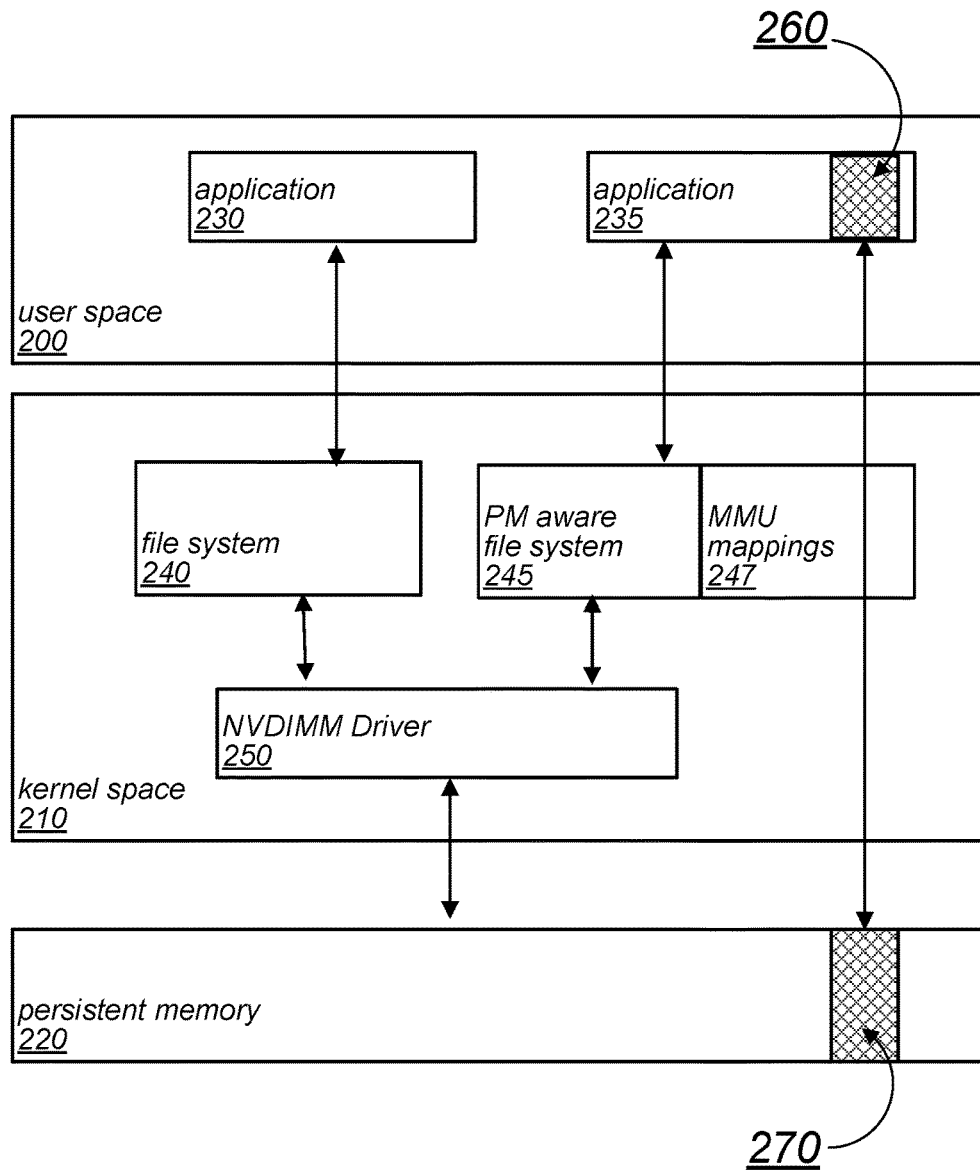 260
application
230
application
235
user space
200
file system
240
PM aware
file system
245
MMU
mappings
247
NVDIMM Driver
250
kernel space
210
persistent memory
220
270